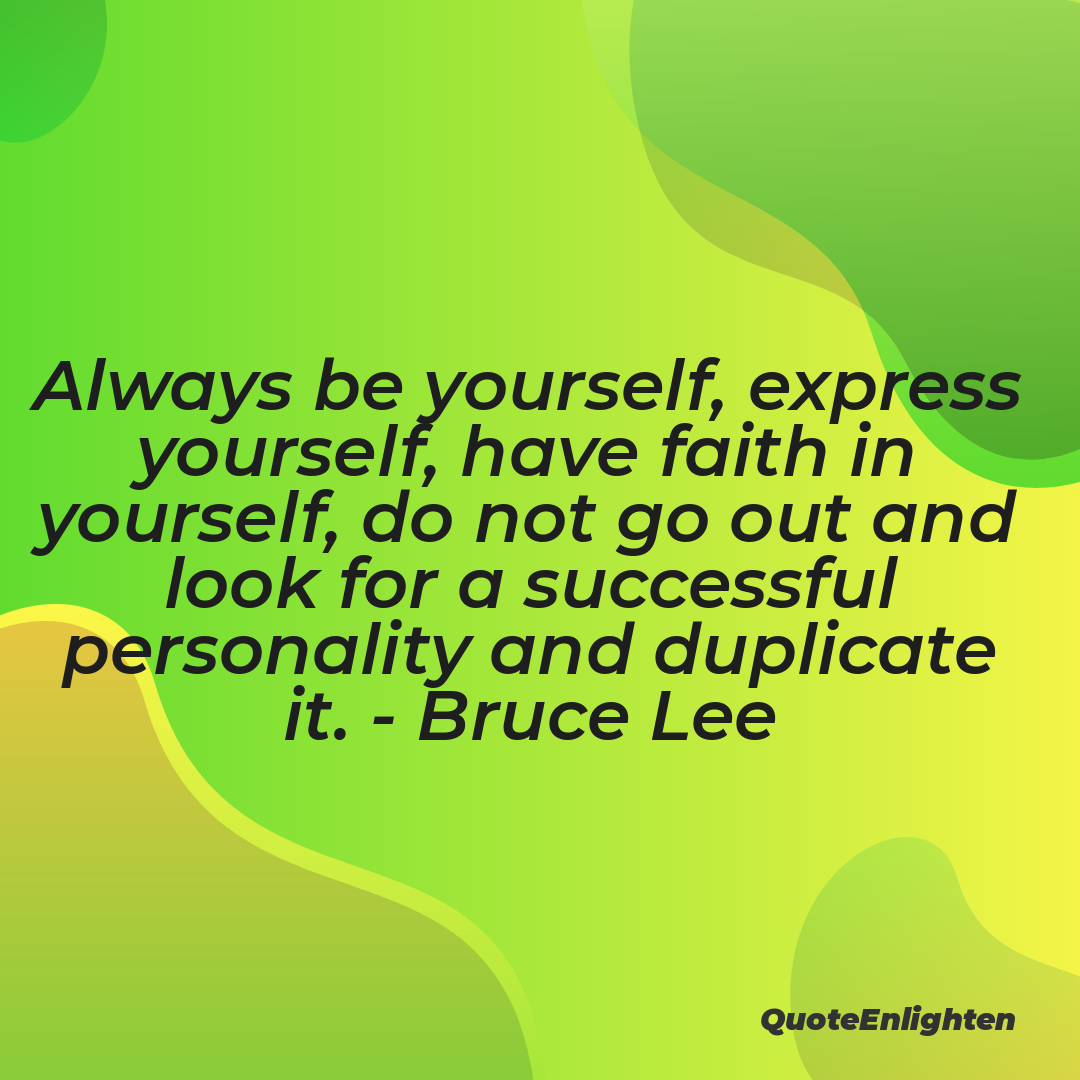 Always be yourself, express
yourself, have faith in
yourself, do not go out and
look for a successful
personality and duplicate
it. - Bruce Lee
QuoteEnlighten